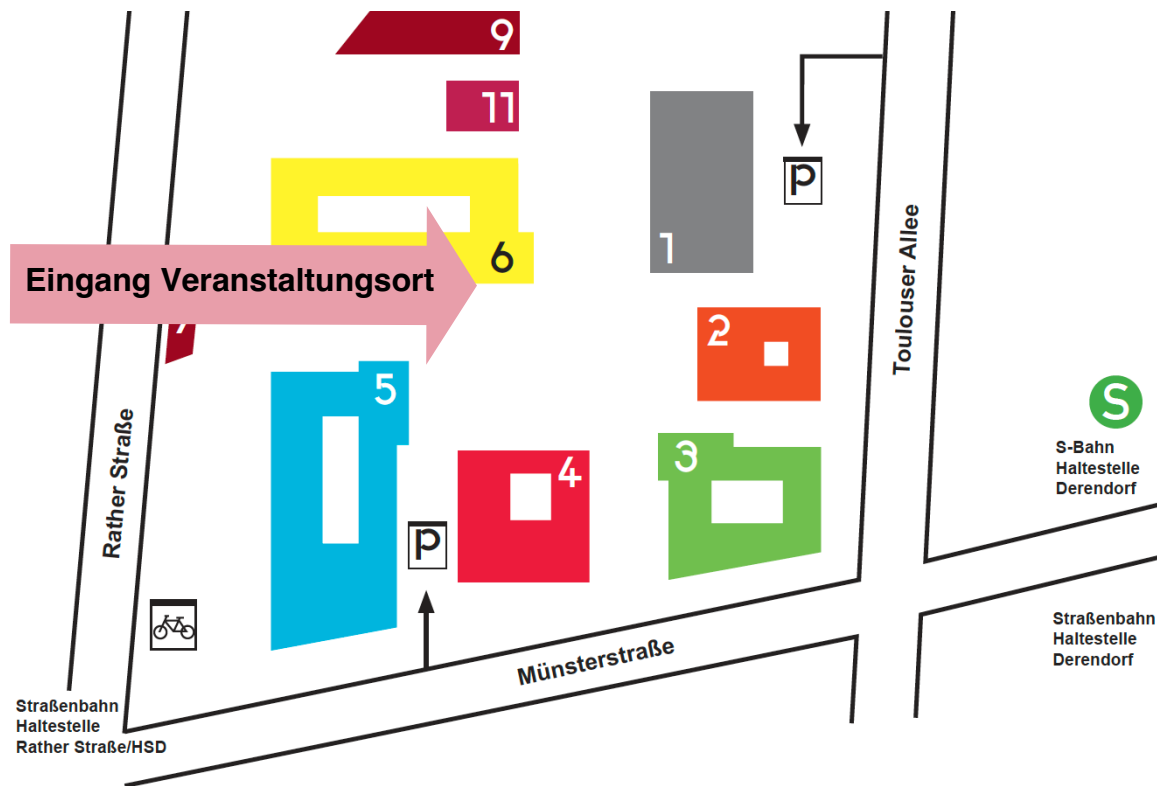 9
11
P
1
6
Eingang Veranstaltungsort
2
Toulouser Allee
5
S
3
4
Rather Straße
S-Bahn
Haltestelle
Derendorf
P
Münsterstraße
Straßenbahn
Haltestelle
Derendorf
Straßenbahn
Haltestelle
Rather Straße/HSD